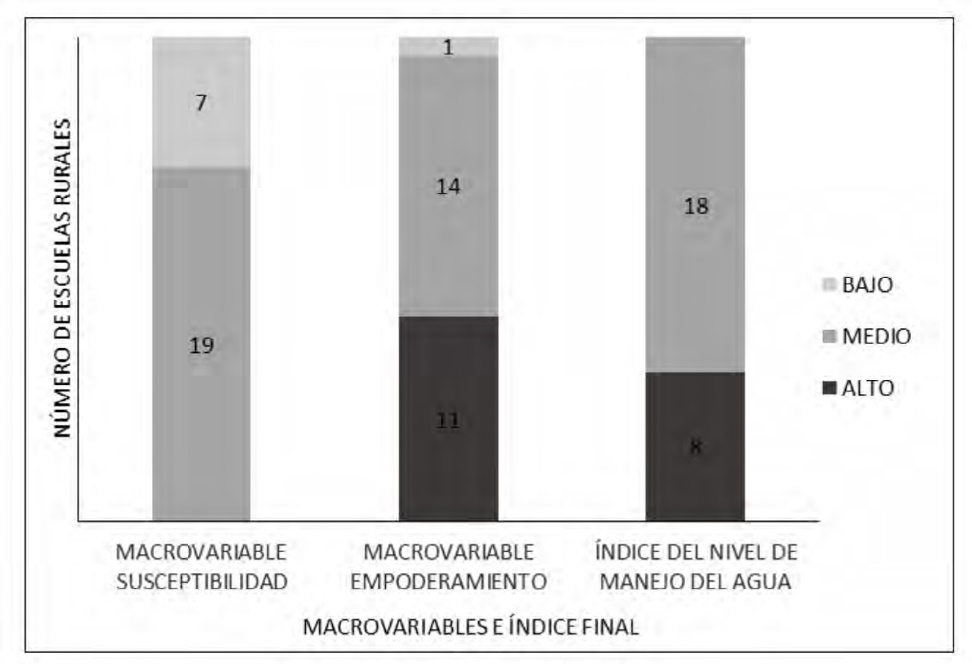 NÚMERO DE ESCUELAS RURALES
7
19
1
14
11
18
8
BAJO
MEDIO
ALTO
MACROVARIABLE
SUSCEPTIBILIDAD
MACROVARIABLE
EMPODERAMIENTO
ÍNDICE DEL NIVEL DE
MANEJO DEL AGUA
MACROVARIABLES E ÍNDICE FINAL